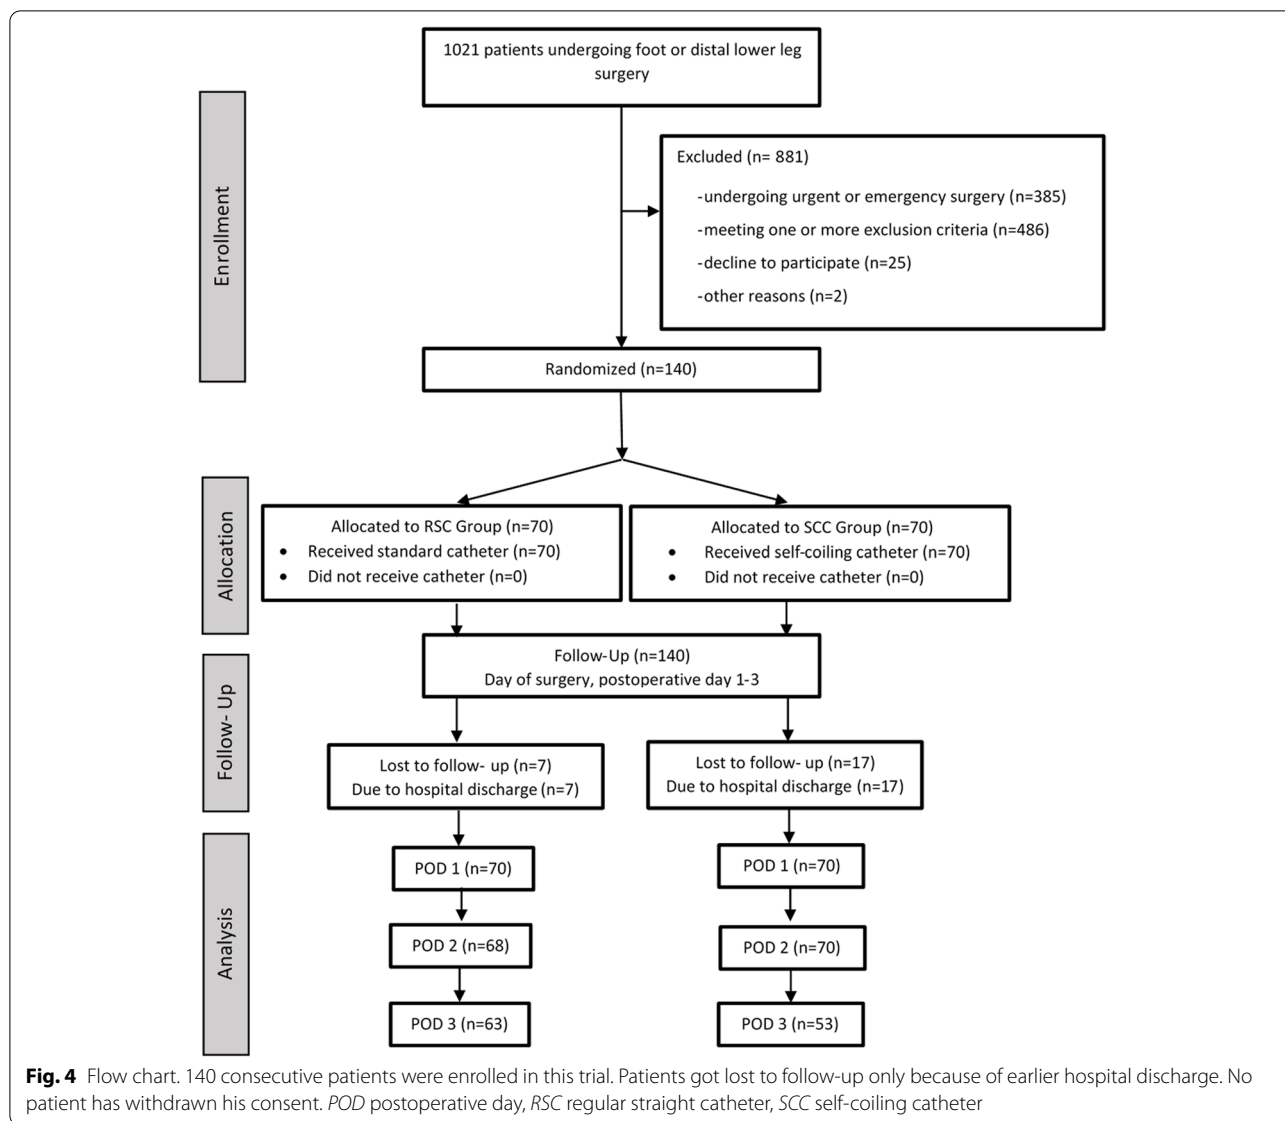 1021 patients undergoing foot or distal lower leg
surgery
Enrollment
Excluded (n= 881)
-undergoing urgent or emergency surgery (n=385)
-meeting one or more exclusion criteria (n=486)
-decline to participate (n=25)
-other reasons (n=2)
Randomized (n=140)
Allocation
Allocated to RSC Group (n=70)
• Received standard catheter (n=70)
• Did not receive catheter (n=0)
Allocated to SCC Group (n=70)
• Received self-coiling catheter (n=70)
• Did not receive catheter (n=0)
Follow- Up
Follow-Up (n=140)
Day of surgery, postoperative day 1-3
Lost to follow- up (n=7)
Due to hospital discharge (n=7)
Lost to follow- up (n=17)
Due to hospital discharge (n=17)
Analysis
POD 1 (n=70)
POD 1 (n=70)
POD 2 (n=68)
POD 2 (n=70)
POD 3 (n=63)
POD 3 (n=53)
Fig. 4 Flow chart. 140 consecutive patients were enrolled in this trial. Patients got lost to follow-up only because of earlier hospital discharge. No
patient has withdrawn his consent. POD postoperative day, RSC regular straight catheter, SCC self-coiling catheter